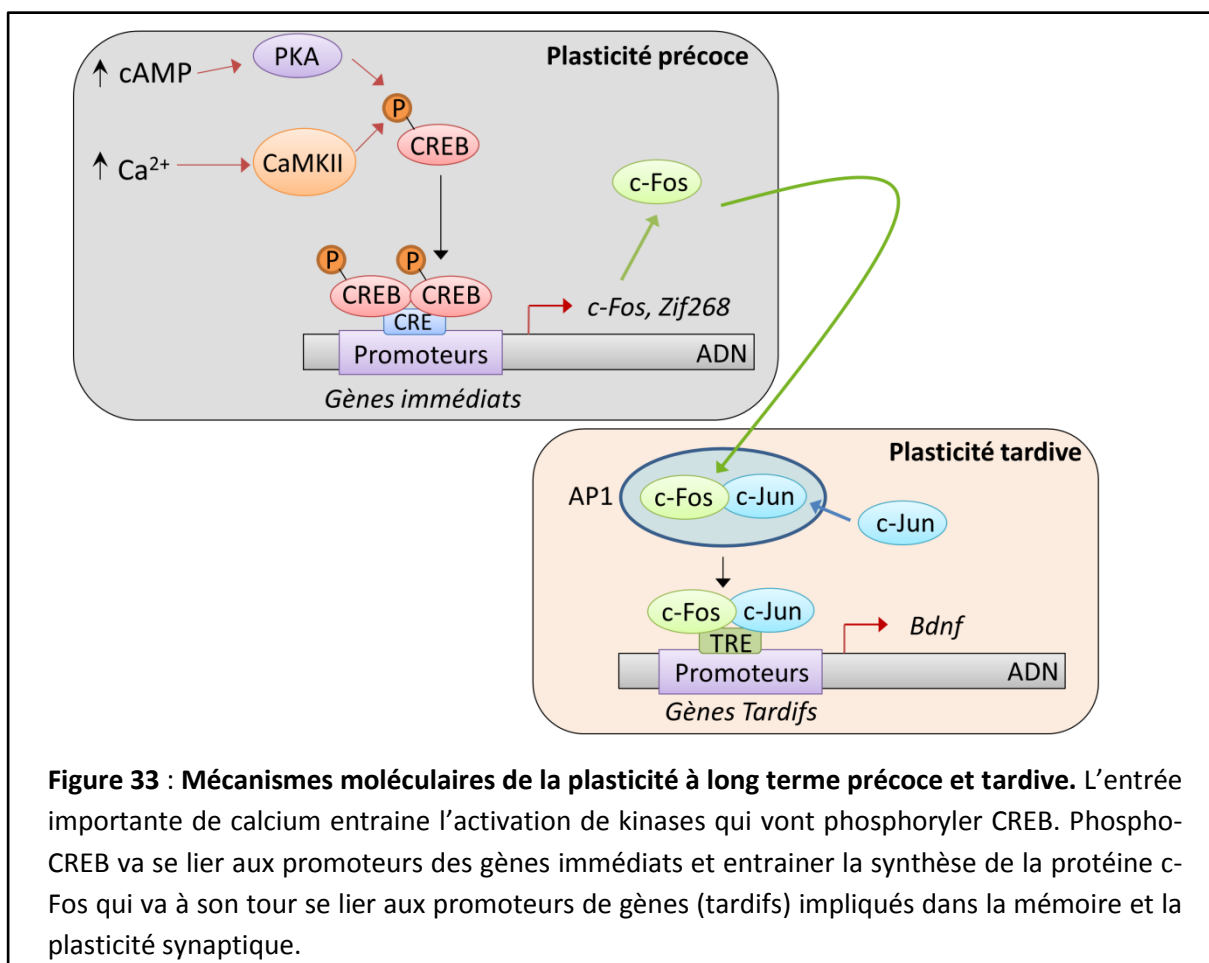 Plasticité précoce
↑ cAMP
PKA
P
CREB
↑ Ca²⁺
CaMKII
c-Fos
P
P
CREB
CREB
CRE
c-Fos, Zif268
Promoteurs
ADN
Gènes immédiats
Plasticité tardive
AP1
c-Fos
c-Jun
c-Jun
c-Fos
c-Jun
TRE
Bdnf
Promoteurs
ADN
Gènes Tardifs
Figure 33 : Mécanismes moléculaires de la plasticité à long terme précoce et tardive. L’entrée
importante de calcium entraine l’activation de kinases qui vont phosphoryler CREB. Phospho-
CREB va se lier aux promoteurs des gènes immédiats et entrainer la synthèse de la protéine c-
Fos qui va à son tour se lier aux promoteurs de gènes (tardifs) impliqués dans la mémoire et la
plasticité synaptique.